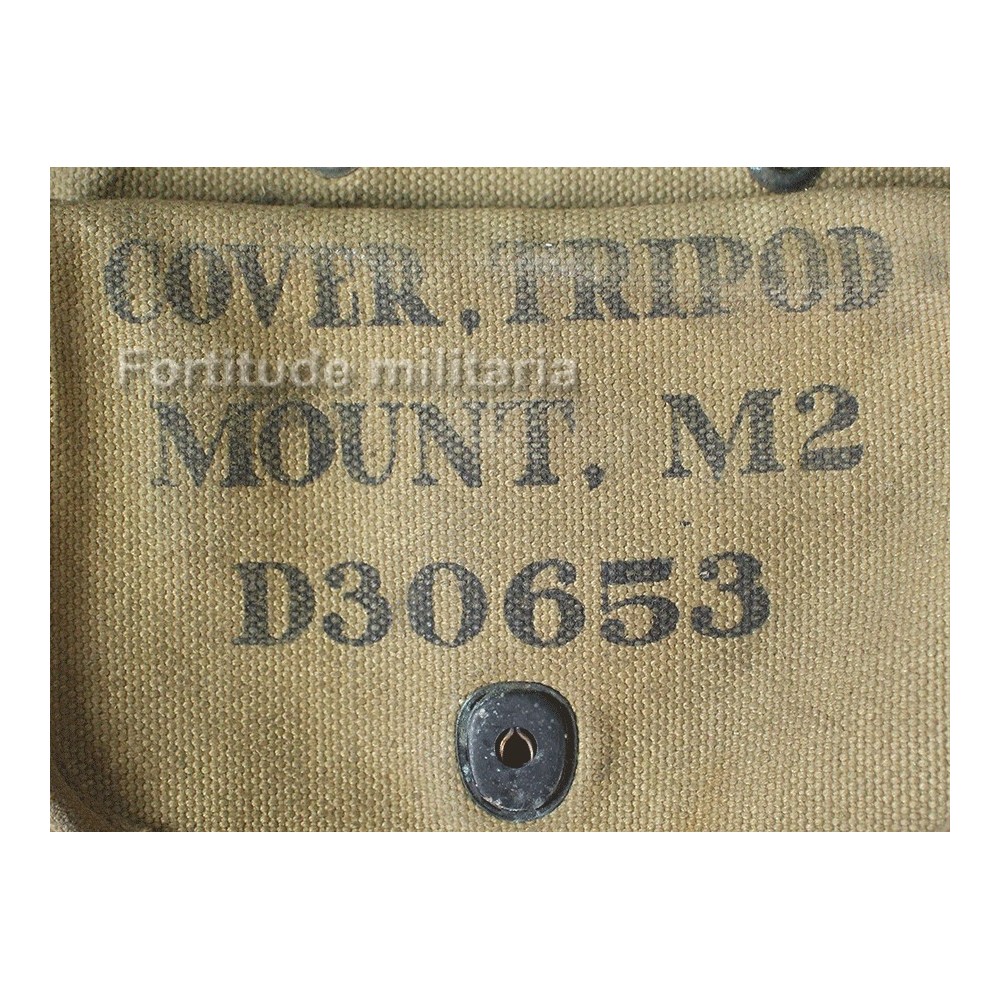 COVER, TRIPOD
Fortitude militaria
MOUNT, M2
D30653